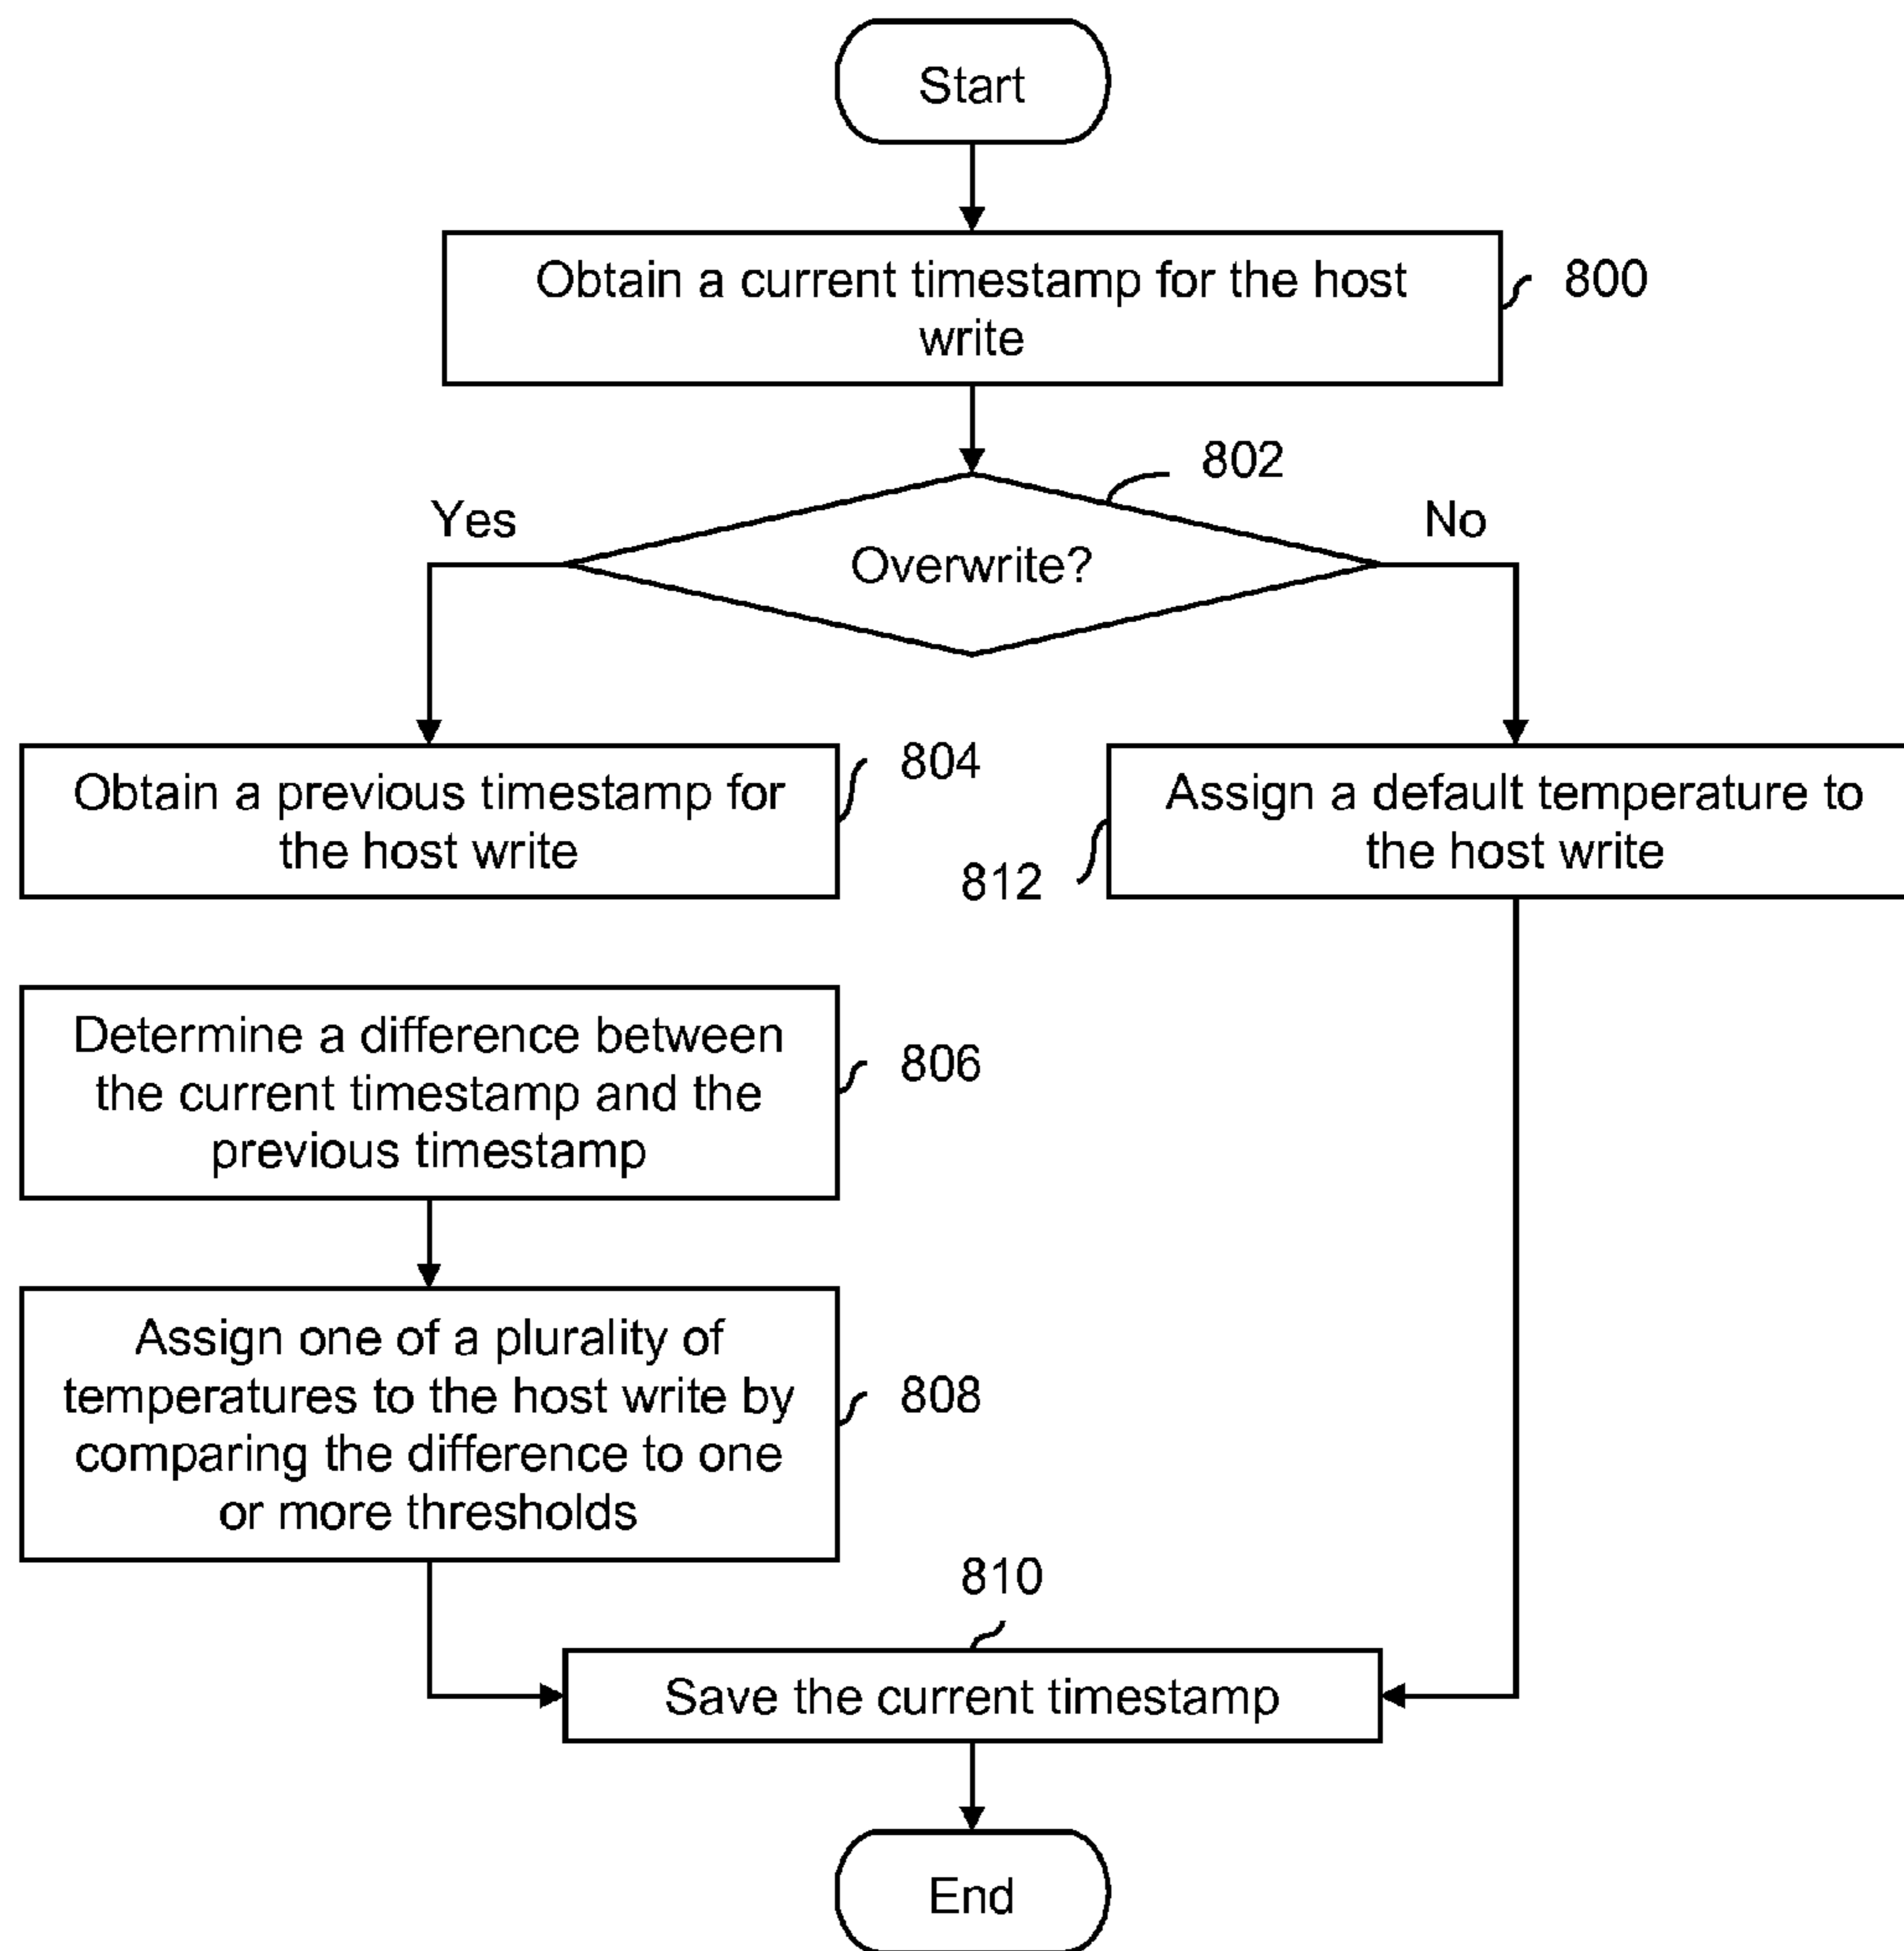 Start
Obtain a current timestamp for the host
write
800
802
Yes
No
Overwrite?
Obtain a previous timestamp for
the host write
804
Assign a default temperature to
the host write
812
Determine a difference between
the current timestamp and the
previous timestamp
806
Assign one of a plurality of
temperatures to the host write by
comparing the difference to one
or more thresholds
808
810
Save the current timestamp
End